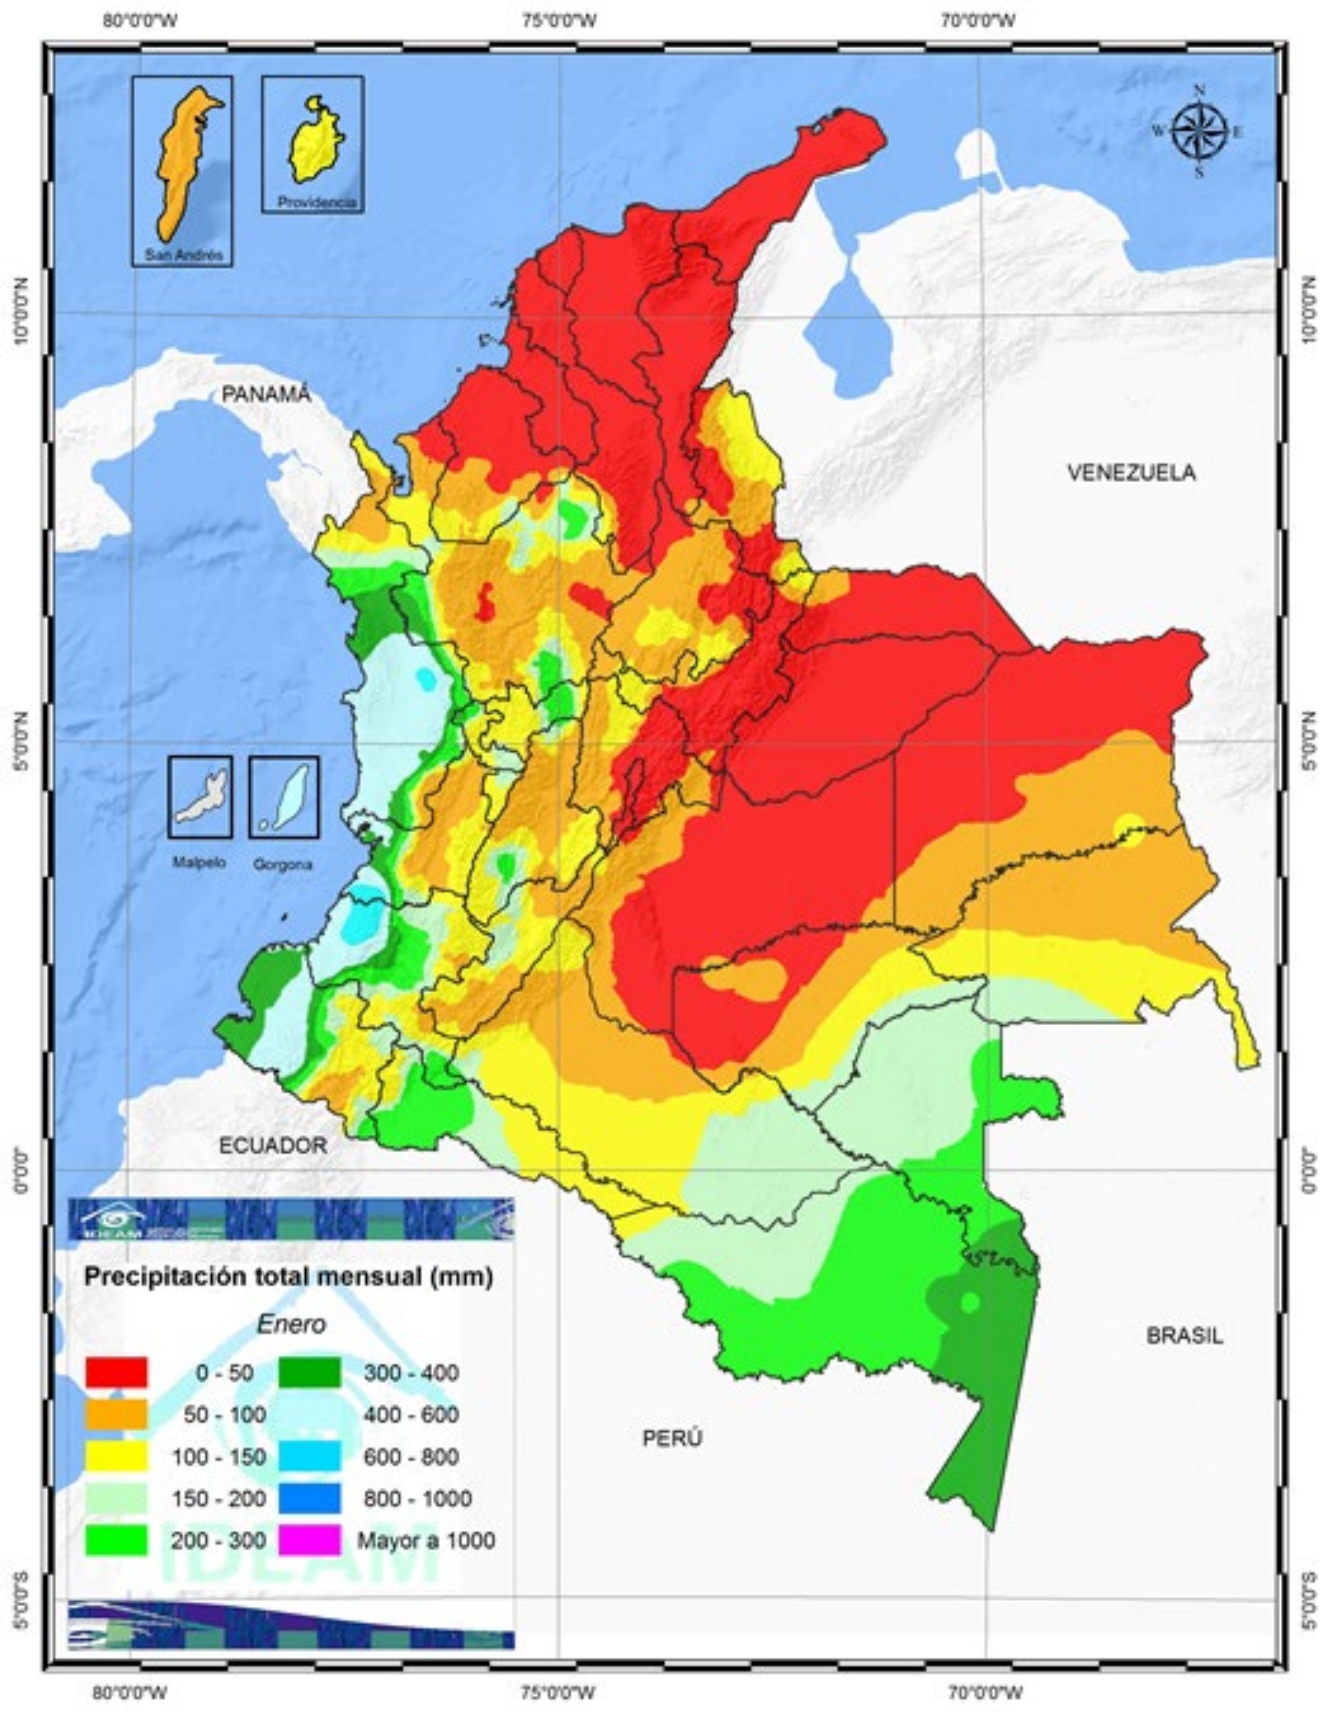 80°0'0"W 75°0'0"W 70°0'0"W
N
W E
S
Providencia
San Andrés
10°0'0"N 10°0'0"N
PANAMÁ
VENEZUELA
5°0'0"N 5°0'0"N
Malpelo Gorgona
ECUADOR
0°0'0" 0°0'0"
IDEAM
Precipitación total mensual (mm)
Enero
0 - 50 300 - 400
50 - 100 400 - 600
100 - 150 600 - 800
150 - 200 800 - 1000
200 - 300 Mayor a 1000
IDEAM
BRASIL
PERÚ
5°0'0"S 5°0'0"S
80°0'0"W 75°0'0"W 70°0'0"W